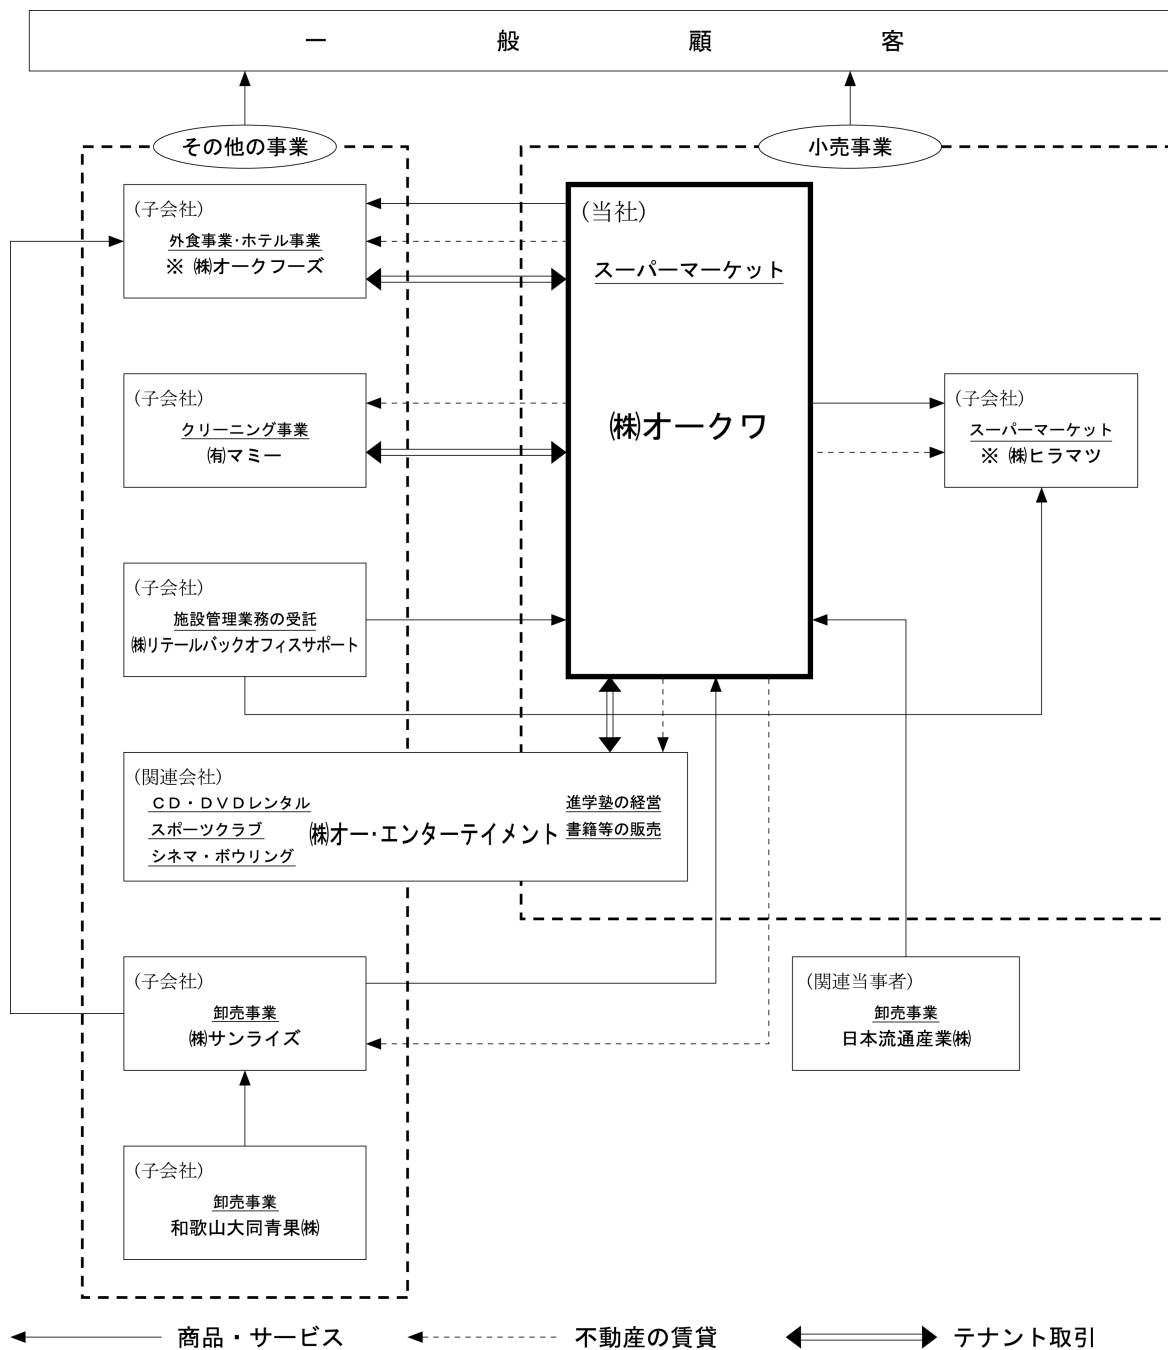 一般顧客
その他の事業
小売事業
(子会社)
外食事業・ホテル事業
※ ㈱オークフーズ
(当社)
スーパーマーケット
㈱オークワ
(子会社)
クリーニング事業
㈲マミー
(子会社)
スーパーマーケット
※ ㈱ヒラマツ
(子会社)
施設管理業務の受託
㈱リテールバックオフィスサポート
(関連会社)
CD・DVDレンタル
スポーツクラブ
シネマ・ボウリング
㈱オー・エンターテイメント
進学塾の経営
書籍等の販売
(子会社)
卸売事業
㈱サンライズ
(関連当事者)
卸売事業
日本流通産業㈱
(子会社)
卸売事業
和歌山大同青果㈱
商品・サービス
不動産の賃貸
テナント取引